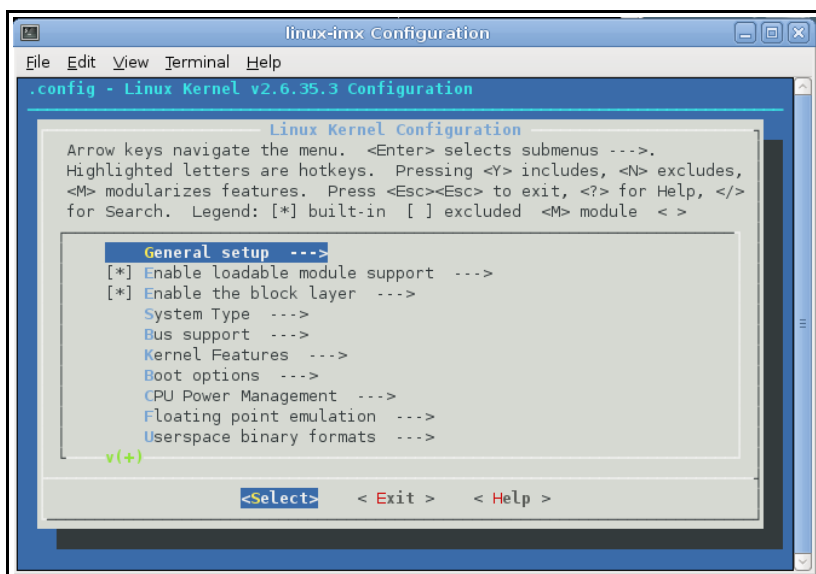 linux-imx Configuration
File Edit View Terminal Help
.config - Linux Kernel v2.6.35.3 Configuration
Linux Kernel Configuration
Arrow keys navigate the menu. <Enter> selects submenus --->.
Highlighted letters are hotkeys. Pressing <Y> includes, <N> excludes,
<M> modularizes features. Press <Esc><Esc> to exit, <?> for Help, </>
for Search. Legend: [*] built-in [ ] excluded <M> module < >
General setup --->
[*] Enable loadable module support --->
[*] Enable the block layer --->
System Type --->
Bus support --->
Kernel Features --->
Boot options --->
CPU Power Management --->
Floating point emulation --->
Userspace binary formats --->
v(+)
<Select> < Exit > < Help >